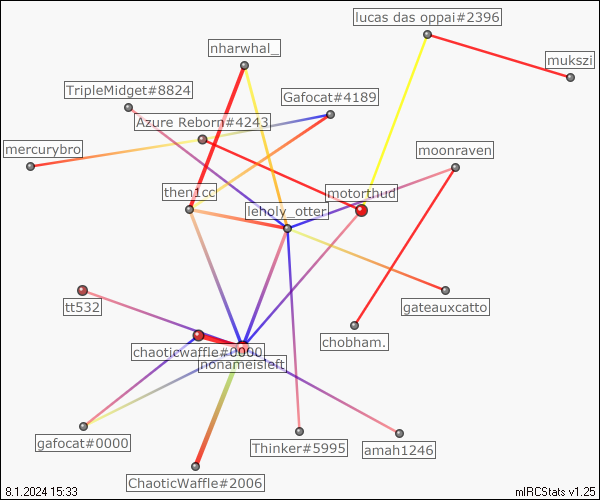 lucas das oppai#2396
nharwhal_
mukszi
TripleMidget#8824
Gafocat#4189
Azure Reborn#4243
mercurybro
moonraven
then1cc
motorthud
leholy_otter
tt532
gateauxcatto
chobham.
chaoticwaffle#0000
nonameisleft
gafocat#0000
Thinker#5995
amah1246
ChaoticWaffle#2006
8.1.2024 15:33
mIRCStats v1.25